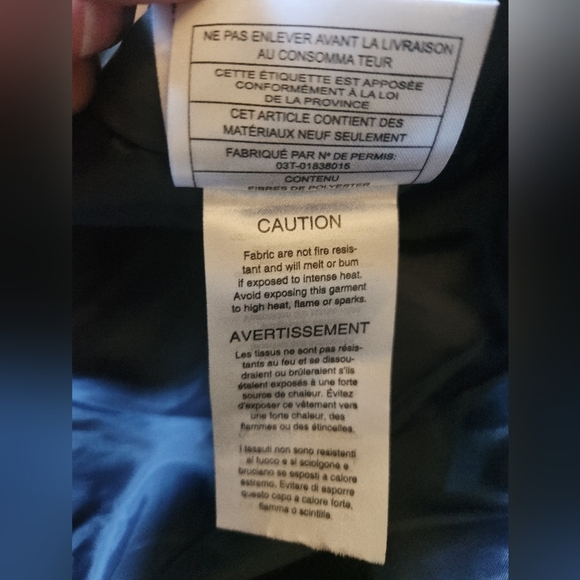 NE PAS ENLEVER AVANT LA LIVRAISON
AU CONSOMMA TEUR
CETTE ÉTIQUETTE EST APPOSÉE
CONFORMÉMENT À LA LOI
DE LA PROVINCE
CET ARTICLE CONTIENT DES
MATÉRIAUX NEUF SEULEMENT
FABRIQUÉ PAR N° DE PERMIS:
03T-01838016
CONTENU
FIBRES DE POLYESTER
CAUTION
Fabric are not fire resis-
tant and will melt or burn
if exposed to intense heat.
Avoid exposing this garment
to high heat, flame or sparks.
AVERTISSEMENT
Les tissus ne sont pas résis-
tants au feu et se dissou-
draient ou brûleraient s'ils
étaient exposés à une forte
source de chaleur. Évitez
d'exposer ce vêtement vers
une forte chaleur, des
flammes ou des étincelles.
I tessuti non sono resistenti
al fuoco e si sciolgone e
bruciano se esposti a calore
estremo. Evitare di esporre
questo capo a calore forte,
fiamma o scintille.